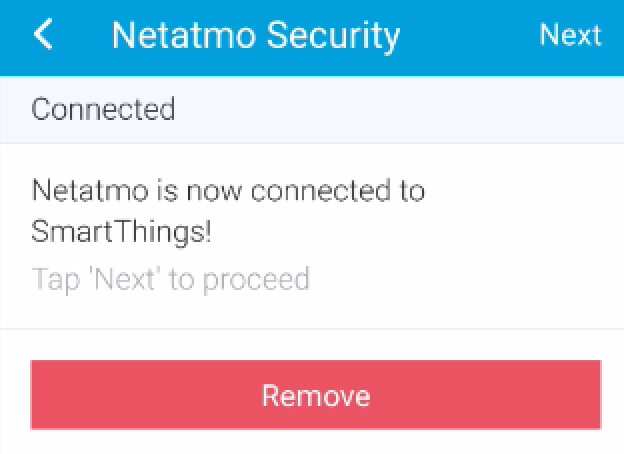 Netatmo Security Next
Connected
Netatmo is now connected to
SmartThings!
Tap 'Next' to proceed
Remove